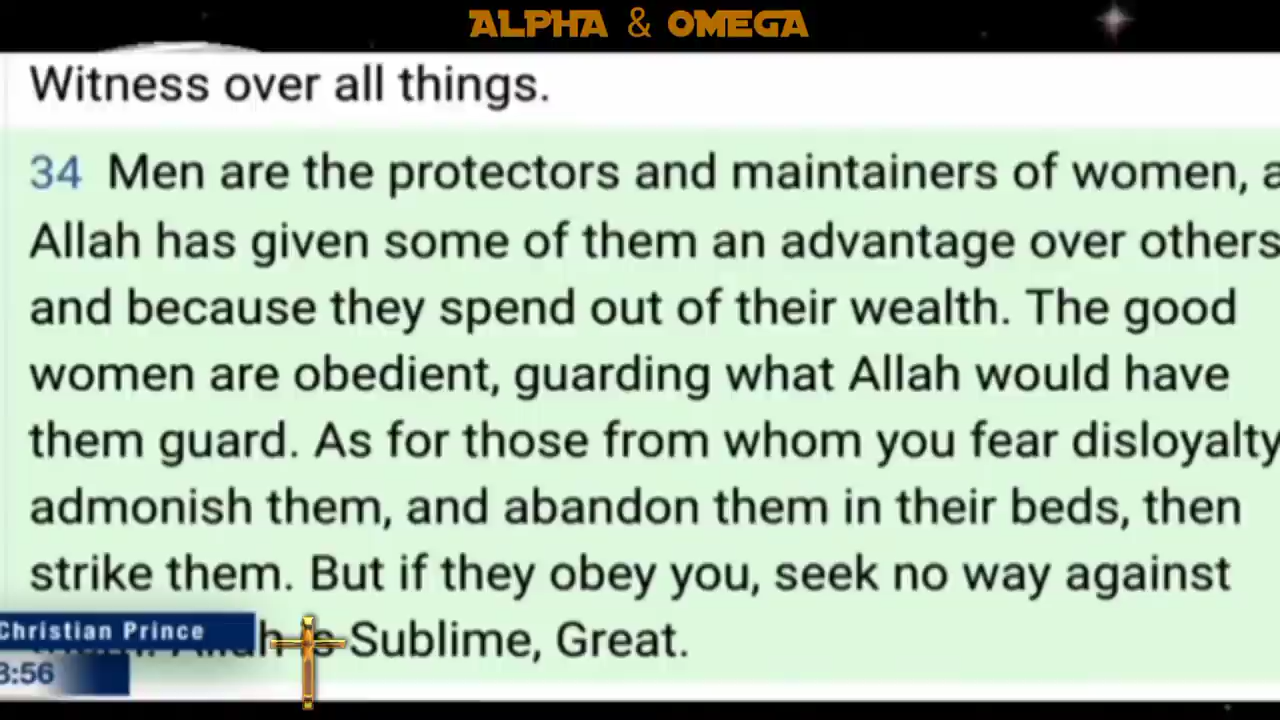 ALPHA & OMEGA
Witness over all things.
34 Men are the protectors and maintainers of women, a
Allah has given some of them an advantage over others
and because they spend out of their wealth. The good
women are obedient, guarding what Allah would have
them guard. As for those from whom you fear disloyalty
admonish them, and abandon them in their beds, then
strike them. But if they obey you, seek no way against
Sublime, Great.
Christian Prince
3:56